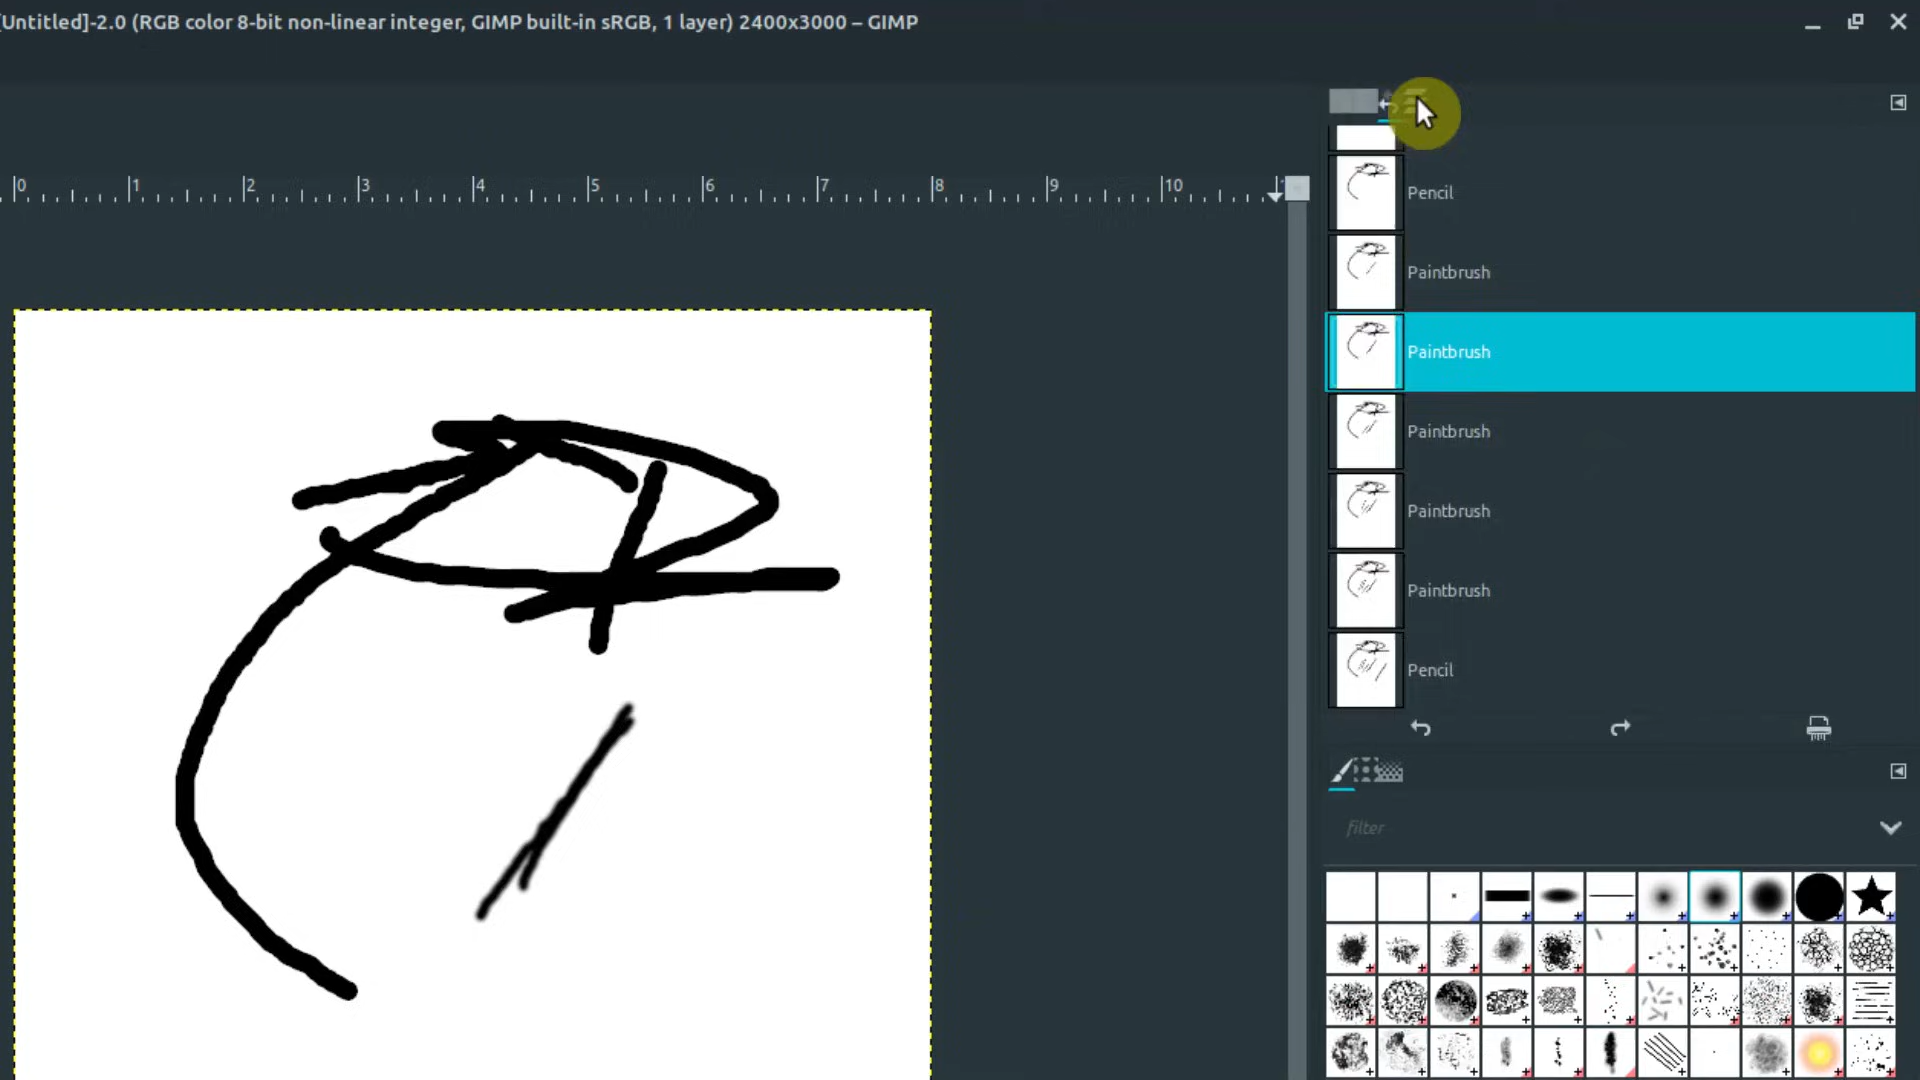 [Untitled]-2.0 (RGB color 8-bit non-linear integer, GIMP built-in sRGB, 1 layer) 2400x3000 – GIMP
0 1 2 3 4 5 6 7 8 9 10
Pencil
Paintbrush
Paintbrush
Paintbrush
Paintbrush
Paintbrush
Pencil
filter